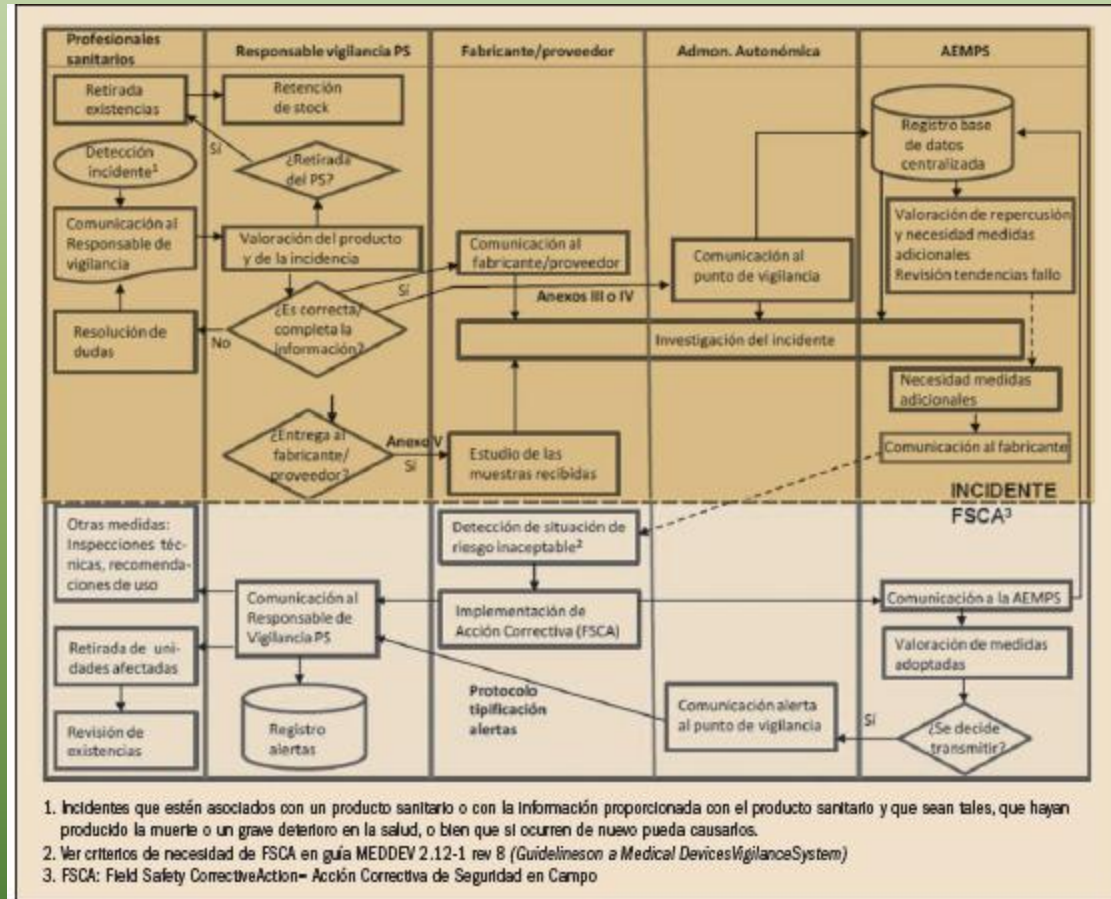 Profesionales
sanitarios
Responsable vigilancia PS
Fabricante/proveedor
Admon. Autonómica
AEMPS
Retirada
existencias
Retención
de stock
Registro base
de datos
centralizada
Detección
incidente¹
Sí
¿Retirada
del PS?
Comunicación al
Responsable de
vigilancia
Valoración del producto
y de la incidencia
Comunicación al
fabricante/proveedor
Comunicación al
punto de vigilancia
Valoración de repercusión
y necesidad medidas
adicionales
Revisión tendencias fallo
Sí
Anexos III o IV
Resolución de
dudas
No
¿Es correcta/
completa la
información?
Investigación del incidente
Necesidad medidas
adicionales
¿Entrega al
fabricante/
proveedor?
Anexo V
Sí
Estudio de las
muestras recibidas
Comunicación al fabricante
INCIDENTE
FSCA³
Otras medidas:
Inspecciones téc-
nicas, recomenda-
ciones de uso
Detección de situación de
riesgo inaceptable²
Comunicación al
Responsable de
Vigilancia PS
Implementación de
Acción Correctiva (FSCA)
Comunicación a la AEMPS
Retirada de uni-
dades afectadas
Valoración de medidas
adoptadas
Revisión de
existencias
Registro
alertas
Protocolo
tipificación
alertas
Comunicación alerta
al punto de vigilancia
Sí
¿Se decide
transmitir?
1. Incidentes que estén asociados con un producto sanitario o con la información proporcionada con el producto sanitario y que sean tales, que hayan
producido la muerte o un grave deterioro en la salud, o bien que si ocurren de nuevo pueda causarlos.
2. Ver criterios de necesidad de FSCA en guía MEDDEV 2.12-1 rev 8 (Guidelineson a Medical DevicesVigilanceSystem)
3. FSCA: Field Safety CorrectiveAction= Acción Correctiva de Seguridad en Campo